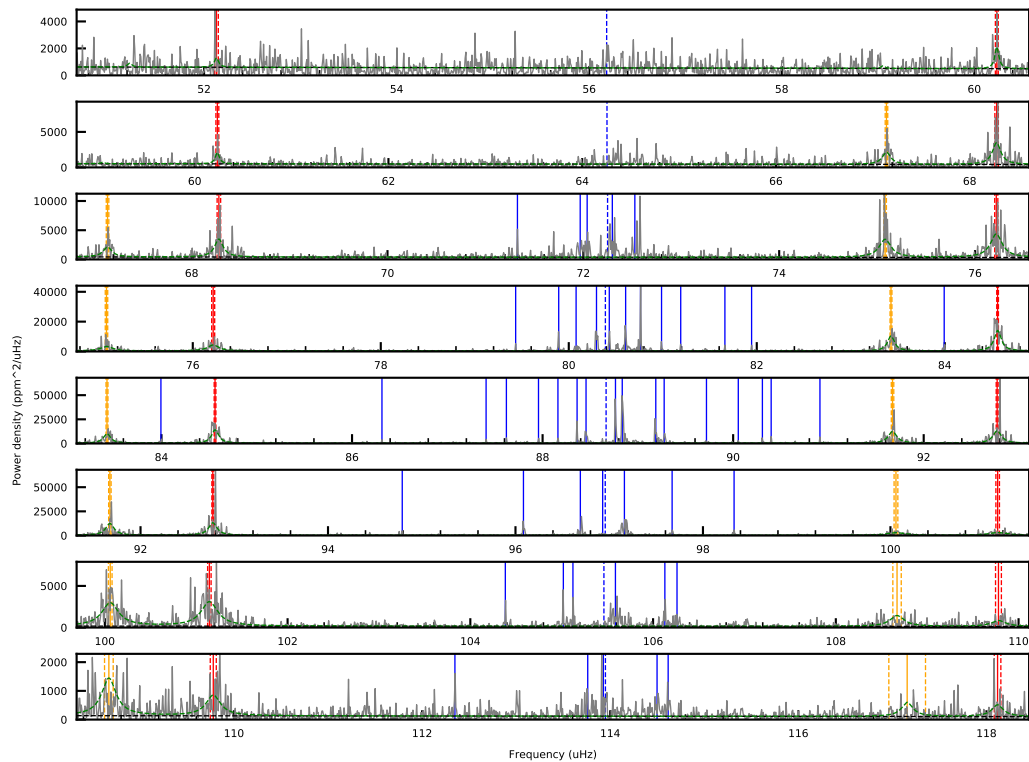 4000
2000
0
52 54 56 58 60
5000
0
60 62 64 66 68
10000
5000
0
68 70 72 74 76
40000
20000
0
76 78 80 82 84
50000
25000
0
84 86 88 90 92
50000
25000
0
92 94 96 98 100
5000
0
100 102 104 106 108 110
2000
1000
0
110 112 114 116 118
Power density (ppm^2/uHz)
Frequency (uHz)